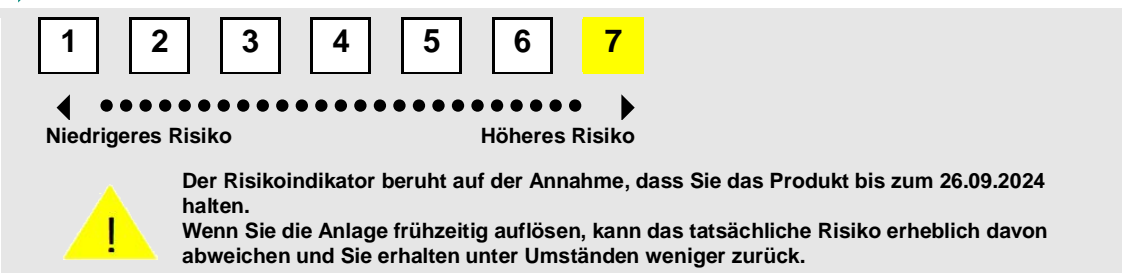 1 2 3 4 5 6 7
Niedrigeres Risiko Höheres Risiko
Der Risikoindikator beruht auf der Annahme, dass Sie das Produkt bis zum 26.09.2024
halten.
!
Wenn Sie die Anlage frühzeitig auflösen, kann das tatsächliche Risiko erheblich davon
abweichen und Sie erhalten unter Umständen weniger zurück.